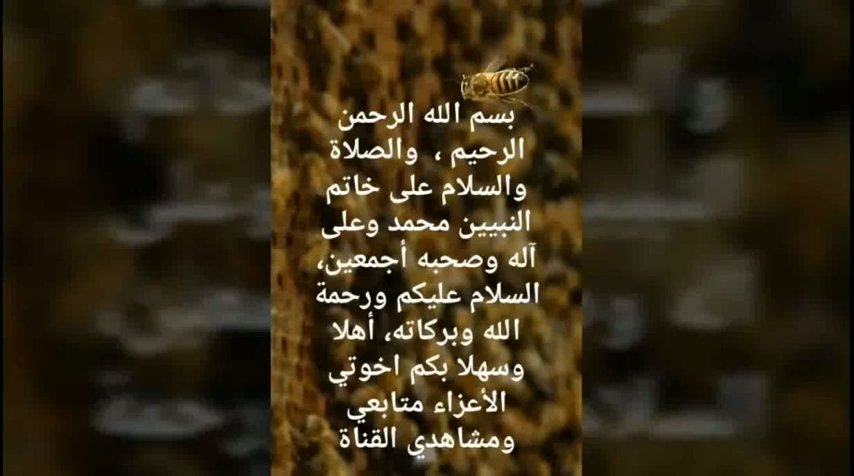 بسم الله الرحمن
الرحيم ، والصلاة
والسلام على خاتم
النبيين محمد وعلى
آله وصحبه أجمعين،
السلام عليكم ورحمة
الله وبركاته، أهلا
وسهلا بكم اخوتي
الأعزاء متابعي
ومشاهدي القناة